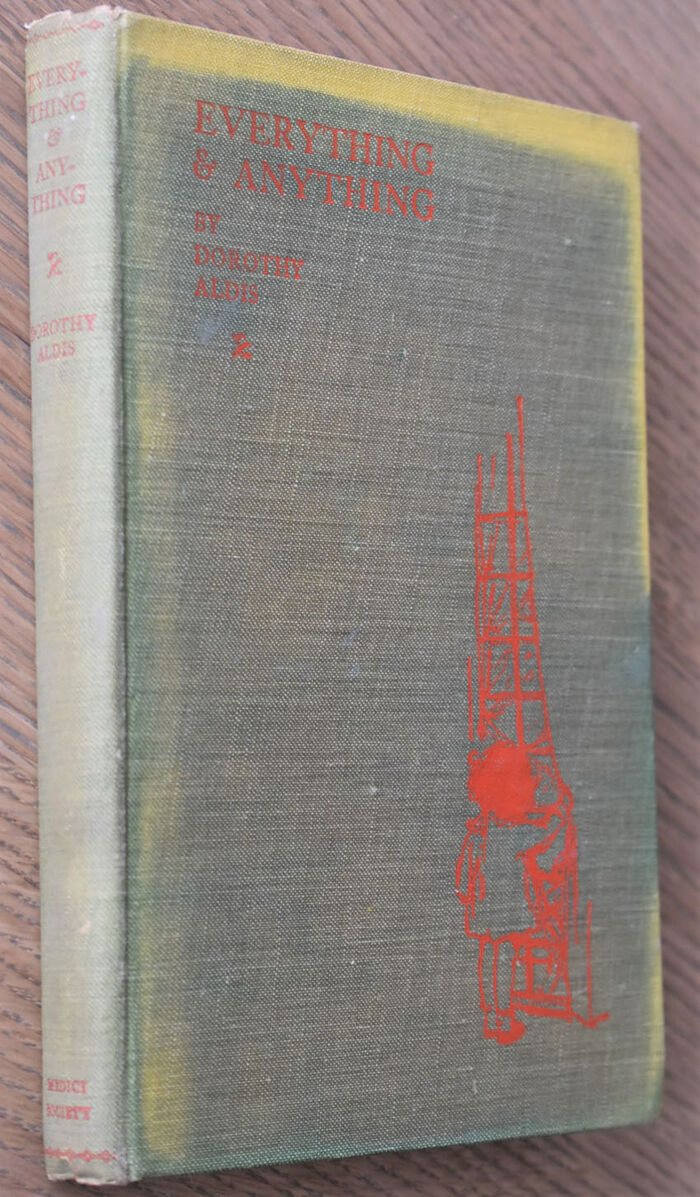 EVERY-
THING
&
ANY-
THING
DOROTHY
ALDIS
MEDICI
SOCIETY
EVERYTHING
& ANYTHING
BY
DOROTHY
ALDIS